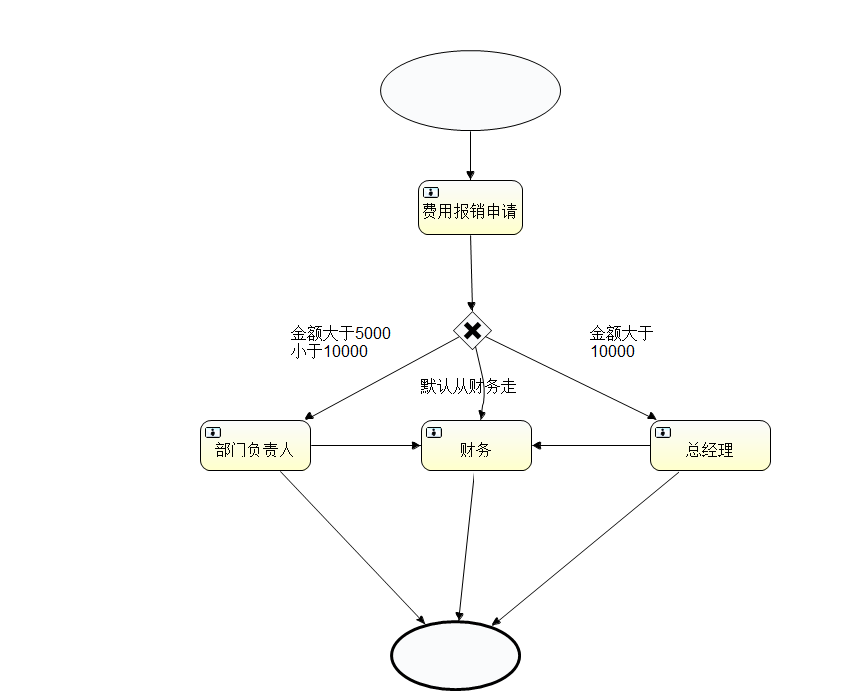 费用报销申请
金额大于5000
小于10000
金额大于
10000
默认从财务走
部门负责人
财务
总经理